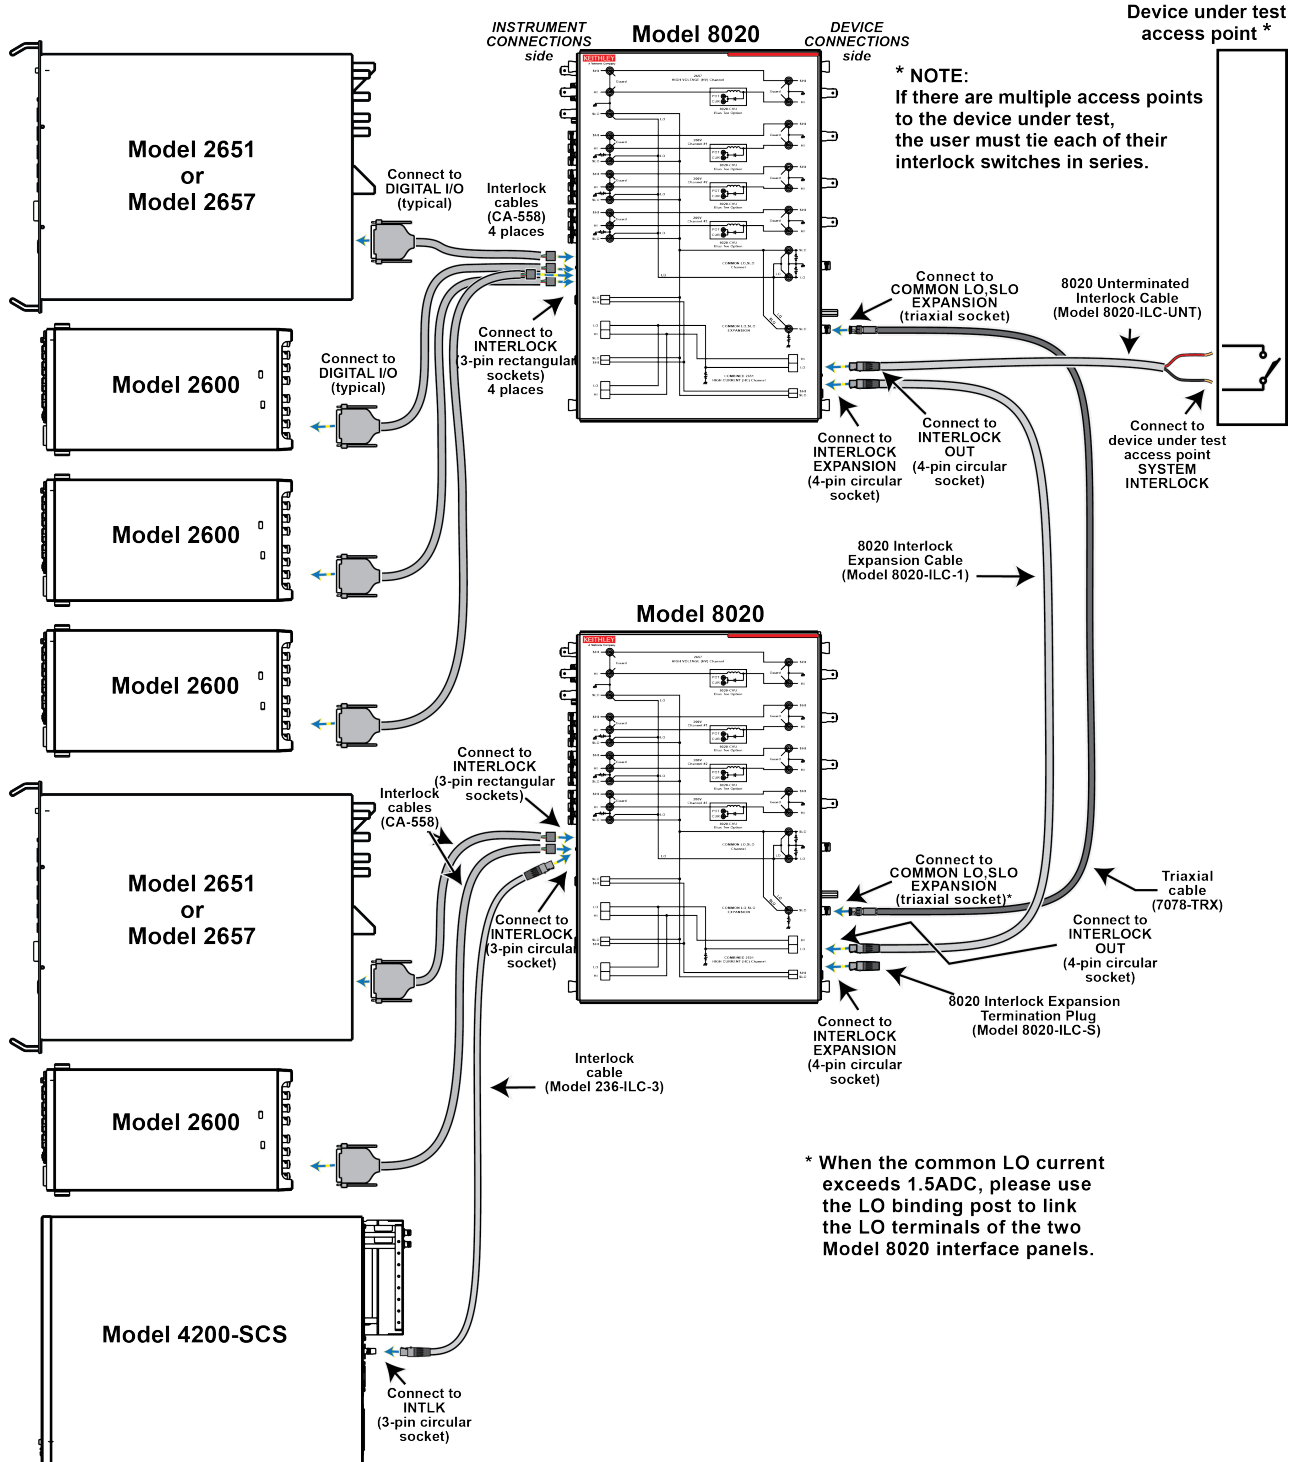 Device under test
access point *
INSTRUMENT
CONNECTIONS
side
Model 8020
DEVICE
CONNECTIONS
side
* NOTE:
If there are multiple access points
to the device under test,
the user must tie each of their
interlock switches in series.
KEITHLEY
Model 2651
or
Model 2657
Connect to
DIGITAL I/O
(typical)
Interlock
cables
(CA-558)
4 places
Connect to
INTERLOCK
(3-pin rectangular
sockets)
4 places
Connect to
COMMON LO,SLO
EXPANSION
(triaxial socket)
8020 Unterminated
Interlock Cable
(Model 8020-ILC-UNT)
Model 2600
Connect to
DIGITAL I/O
(typical)
Connect to
INTERLOCK
EXPANSION
(4-pin circular
socket)
Connect to
INTERLOCK
OUT
(4-pin circular
socket)
Connect to
device under test
access point
SYSTEM
INTERLOCK
Model 2600
8020 Interlock
Expansion Cable
(Model 8020-ILC-1)
Model 2600
Model 8020
KEITHLEY
Connect to
INTERLOCK
(3-pin rectangular
sockets)
Interlock
cables
(CA-558)
Model 2651
or
Model 2657
Connect to
INTERLOCK
(3-pin circular
socket)
Connect to
COMMON LO,SLO
EXPANSION
(triaxial socket)*
Triaxial
cable
(7078-TRX)
Connect to
INTERLOCK
OUT
(4-pin circular
socket)
8020 Interlock Expansion
Termination Plug
(Model 8020-ILC-S)
Connect to
INTERLOCK
EXPANSION
(4-pin circular
socket)
Interlock
cable
(Model 236-ILC-3)
Model 2600
* When the common LO current
exceeds 1.5ADC, please use
the LO binding post to link
the LO terminals of the two
Model 8020 interface panels.
Model 4200-SCS
Connect to
INTLK
(3-pin circular
socket)